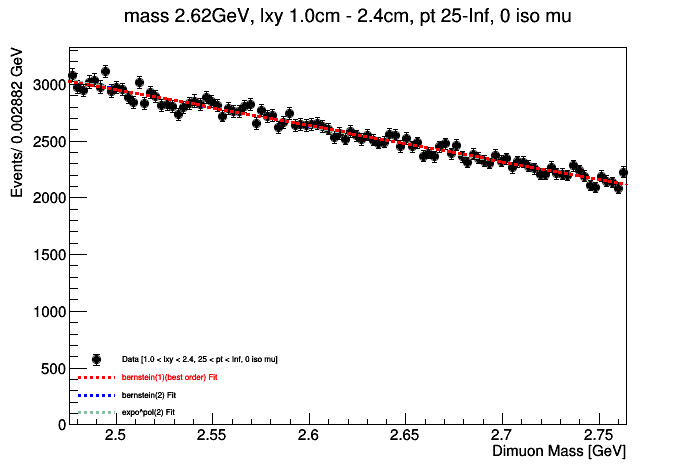 mass 2.62GeV, lxy 1.0cm - 2.4cm, pt 25-Inf, 0 iso mu
Events/ 0.002882 GeV
3000
2500
2000
1500
1000
500
0
Data [1.0 < lxy < 2.4, 25 < pt < Inf, 0 iso mu]
bernstein(1)(best order) Fit
bernstein(2) Fit
expo^pol(2) Fit
2.5
2.55
2.6
2.65
2.7
2.75
Dimuon Mass [GeV]